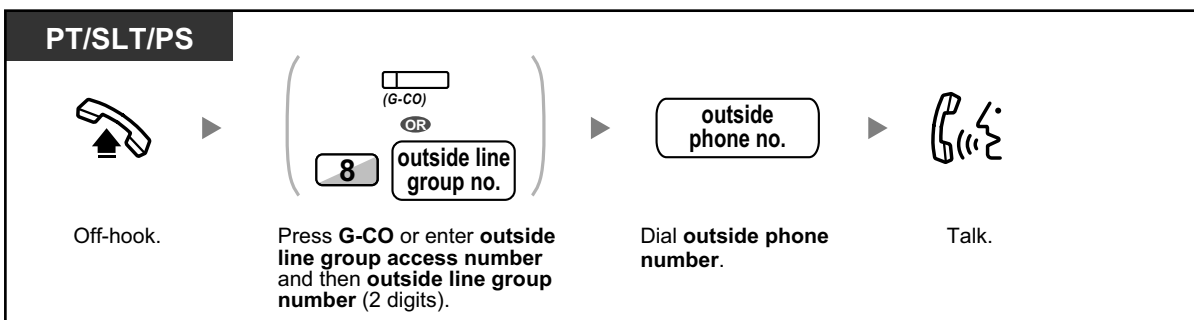 PT/SLT/PS
(G-CO)
OR
8
outside line
group no.
outside
phone no.
Off-hook.
Press G-CO or enter outside
line group access number
and then outside line group
number (2 digits).
Dial outside phone
number.
Talk.